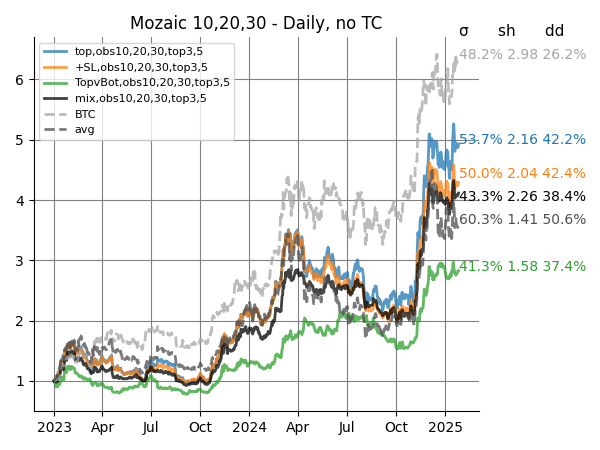 Mozaic 10,20,30 - Daily, no TC
σ sh dd
top,obs10,20,30,top3,5
+SL,obs10,20,30,top3,5
TopvBot,obs10,20,30,top3,5
mix,obs10,20,30,top3,5
BTC
avg
48.2% 2.98 26.2%
53.7% 2.16 42.2%
50.0% 2.04 42.4%
43.3% 2.26 38.4%
60.3% 1.41 50.6%
41.3% 1.58 37.4%
6
5
4
3
2
1
2023 Apr Jul Oct 2024 Apr Jul Oct 2025